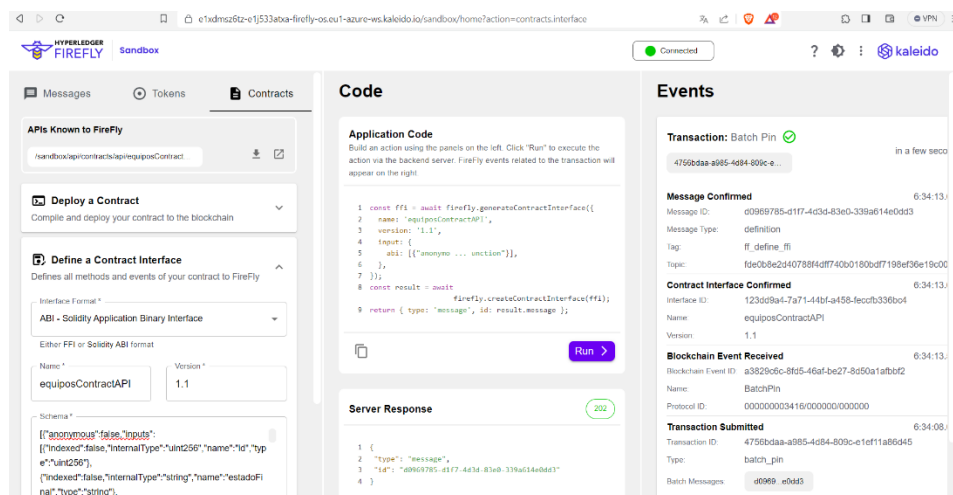 e1xdmsz6tz-e1j533atxa-firefly-os.eu1-azure-ws.kaleido.io/sandbox/home?action=contracts.interface
VPN
HYPERLEDGER
FIREFLY
Sandbox
Connected
?
kaleido
Messages
Tokens
Contracts
APIs Known to FireFly
/sandbox/api/contracts/api/equiposContract...
Deploy a Contract
Compile and deploy your contract to the blockchain
Define a Contract Interface
Defines all methods and events of your contract to FireFly
Interface Format *
ABI - Solidity Application Binary Interface
Either FFI or Solidity ABI format
Name *
Version *
equiposContractAPI
1.1
Schema *
[{"anonymous":false,"inputs":
[{"indexed":false,"internalType":"uint256","name":"id","typ
e":"uint256"},
{"indexed":false,"internalType":"string","name":"estadoFi
nal","type":"string"},
Code
Application Code
Build an action using the panels on the left. Click "Run" to execute the
action via the backend server. FireFly events related to the transaction will
appear on the right.
1 const ffi = await firefly.generateContractInterface({
2 name: 'equiposContractAPI',
3 version: '1.1',
4 input: {
5 abi: [{"anonymo ... unction"}],
6 },
7 });
8 const result = await
firefly.createContractInterface(ffi);
9 return { type: 'message', id: result.message };
Run
Server Response
202
1 {
2 "type": "message",
3 "id": "d0969785-d1f7-4d3d-83e0-339a614e0dd3"
4 }
Events
Transaction: Batch Pin
4756bdaa-a985-4d84-809c-e...
in a few seco
Message Confirmed
6:34:13.
Message ID: d0969785-d1f7-4d3d-83e0-339a614e0dd3
Message Type: definition
Tag: ff_define_ffi
Topic: fde0b8e2d40788f4dff740b0180bdf7198ef36e19c00
Contract Interface Confirmed
6:34:13.
Interface ID: 123dd9a4-7a71-44bf-a458-feccfb336bc4
Name: equiposContractAPI
Version: 1.1
Blockchain Event Received
6:34:13.
Blockchain Event ID: a3829c6c-8fd5-46af-be27-8d50a1afbbf2
Name: BatchPin
Protocol ID: 000000003416/000000/000000
Transaction Submitted
6:34:08.
Transaction ID: 4756bdaa-a985-4d84-809c-e1ef11a86d45
Type: batch_pin
Batch Messages: d0969...e0dd3